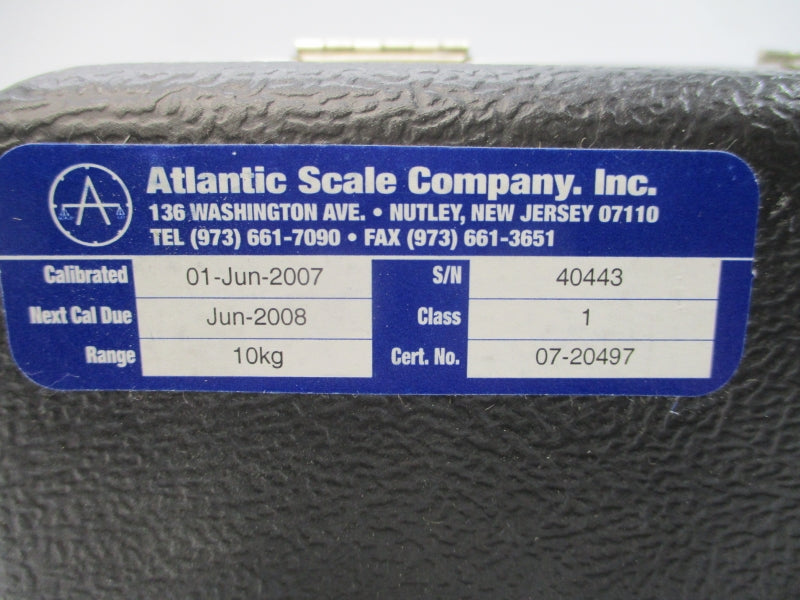 A
Atlantic Scale Company. Inc.
136 WASHINGTON AVE. • NUTLEY, NEW JERSEY 07110
TEL (973) 661-7090 • FAX (973) 661-3651
Calibrated 01-Jun-2007 S/N 40443
Next Cal Due Jun-2008 Class 1
Range 10kg Cert. No. 07-20497